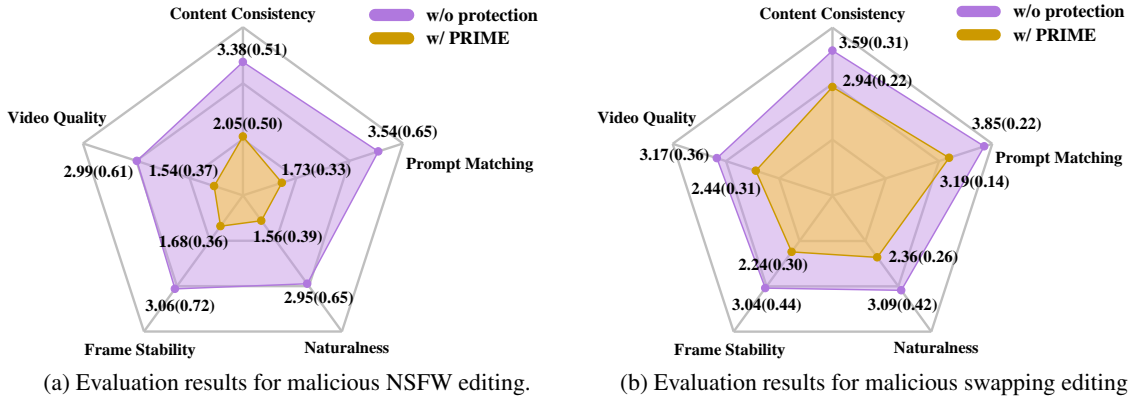 Content Consistency
w/o protection
w/ PRIME
3.38(0.51)
2.05(0.50)
3.54(0.65)
Video Quality
Prompt Matching
2.99(0.61)
1.54(0.37)
1.73(0.33)
1.68(0.36)
1.56(0.39)
3.06(0.72)
2.95(0.65)
Frame Stability
Naturalness
(a) Evaluation results for malicious NSFW editing.
Content Consistency
w/o protection
w/ PRIME
3.59(0.31)
2.94(0.22)
3.85(0.22)
Video Quality
Prompt Matching
3.17(0.36)
2.44(0.31)
3.19(0.14)
2.24(0.30)
2.36(0.26)
3.04(0.44)
3.09(0.42)
Frame Stability
Naturalness
(b) Evaluation results for malicious swapping editing